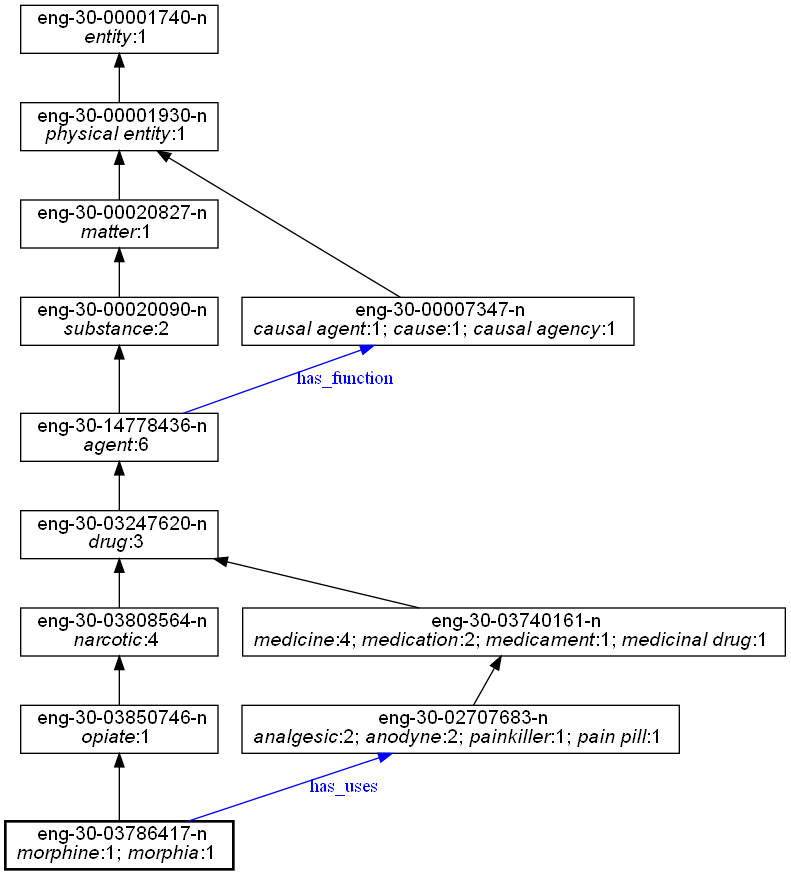 eng-30-00001740-n
entity:1
eng-30-00001930-n
physical entity:1
eng-30-00020827-n
matter:1
eng-30-00020090-n
substance:2
eng-30-00007347-n
causal agent:1; cause:1; causal agency:1
has_function
eng-30-14778436-n
agent:6
eng-30-03247620-n
drug:3
eng-30-03808564-n
narcotic:4
eng-30-03740161-n
medicine:4; medication:2; medicament:1; medicinal drug:1
eng-30-03850746-n
opiate:1
eng-30-02707683-n
analgesic:2; anodyne:2; painkiller:1; pain pill:1
has_uses
eng-30-03786417-n
morphine:1; morphia:1